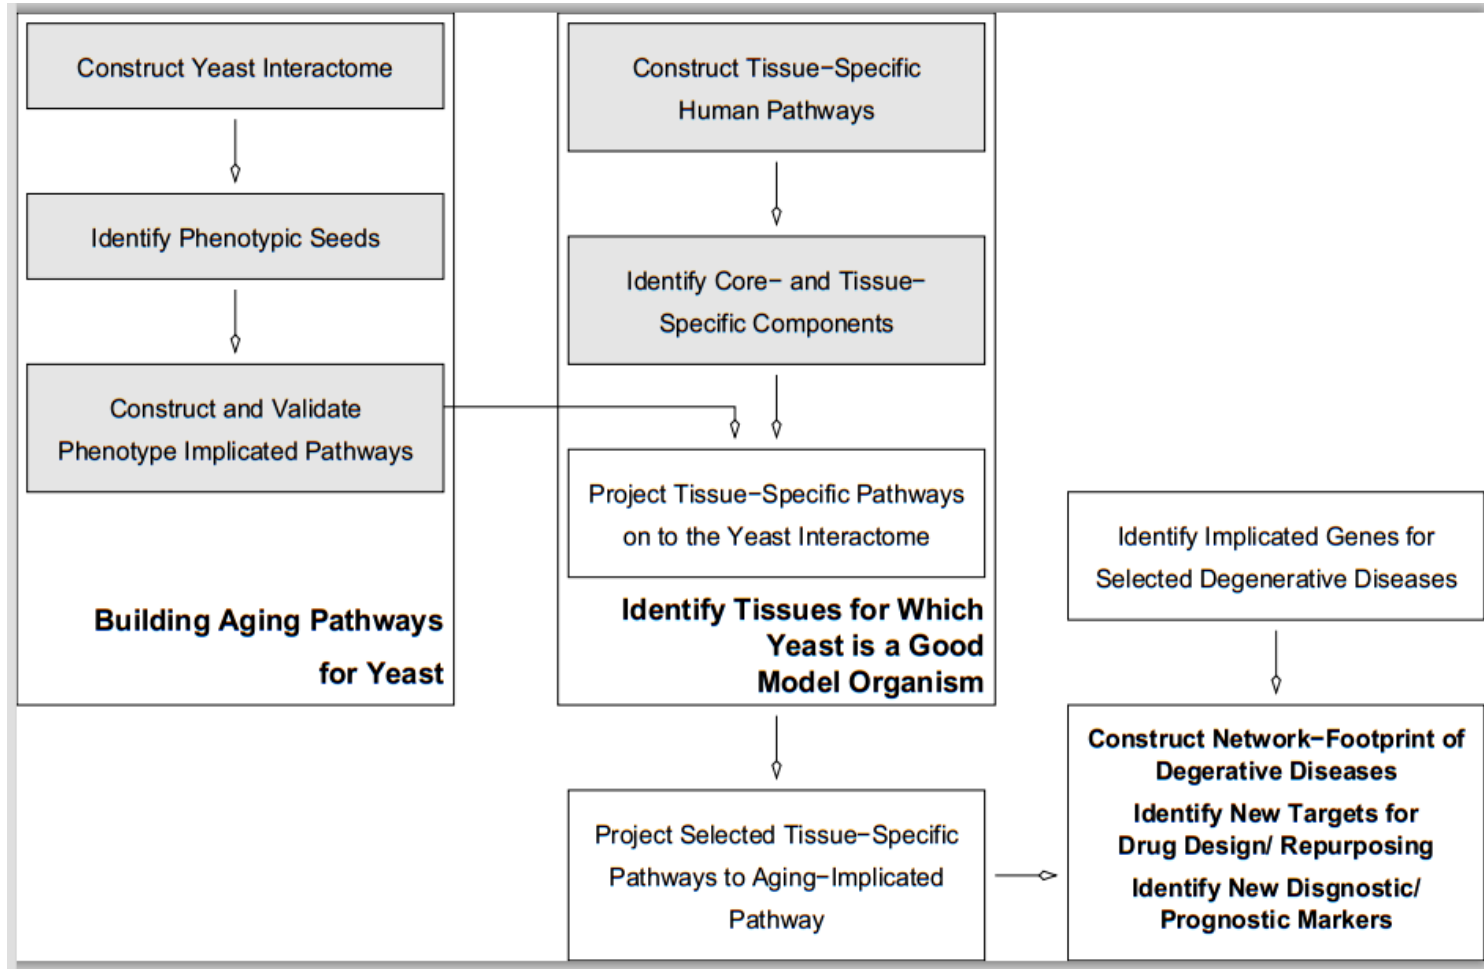 Construct Yeast Interactome
Identify Phenotypic Seeds
Construct and Validate
Phenotype Implicated Pathways
Building Aging Pathways
for Yeast
Construct Tissue−Specific
Human Pathways
Identify Core− and Tissue−
Specific Components
Project Tissue−Specific Pathways
on to the Yeast Interactome
Identify Tissues for Which
Yeast is a Good
Model Organism
Project Selected Tissue−Specific
Pathways to Aging−Implicated
Pathway
Identify Implicated Genes for
Selected Degenerative Diseases
Construct Network−Footprint of
Degerative Diseases
Identify New Targets for
Drug Design/ Repurposing
Identify New Disgnostic/
Prognostic Markers